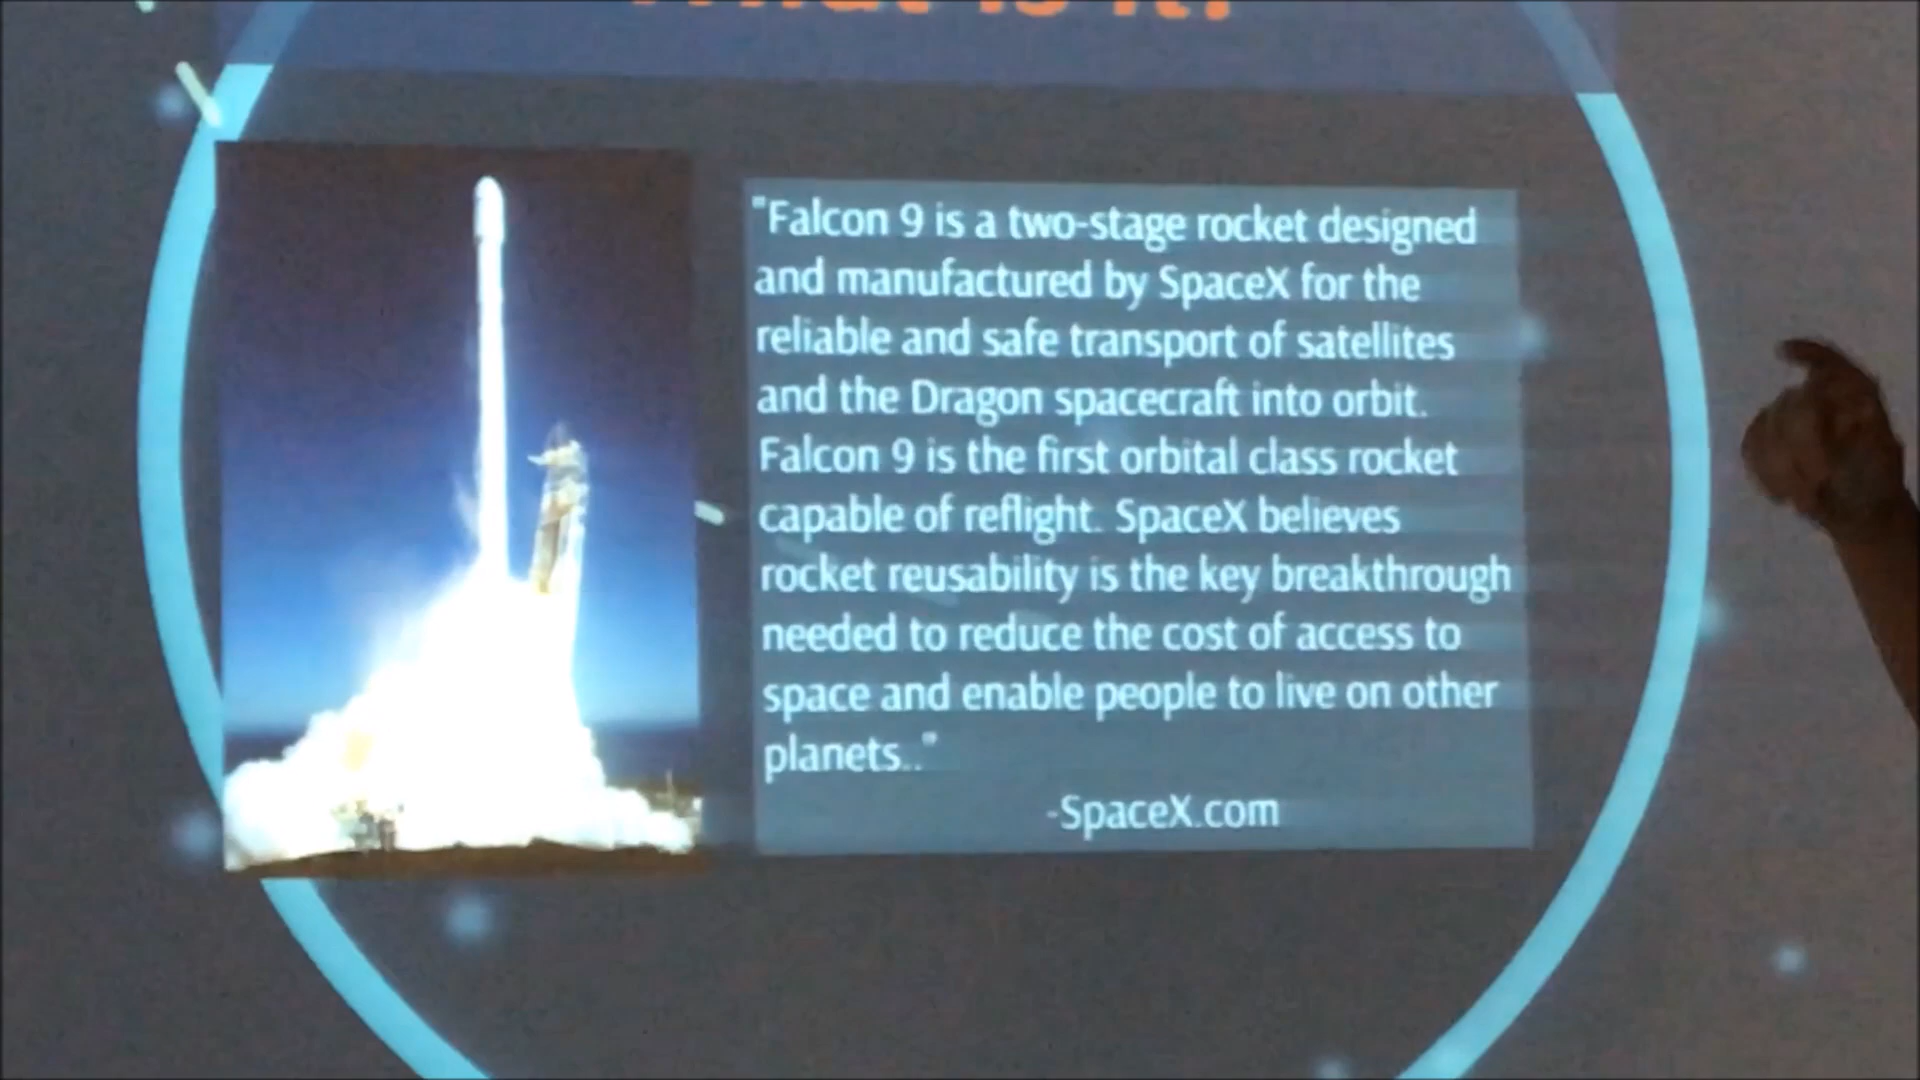 What is it?
"Falcon 9 is a two-stage rocket designed
and manufactured by SpaceX for the
reliable and safe transport of satellites
and the Dragon spacecraft into orbit.
Falcon 9 is the first orbital class rocket
capable of reflight. SpaceX believes
rocket reusability is the key breakthrough
needed to reduce the cost of access to
space and enable people to live on other
planets.."
-SpaceX.com